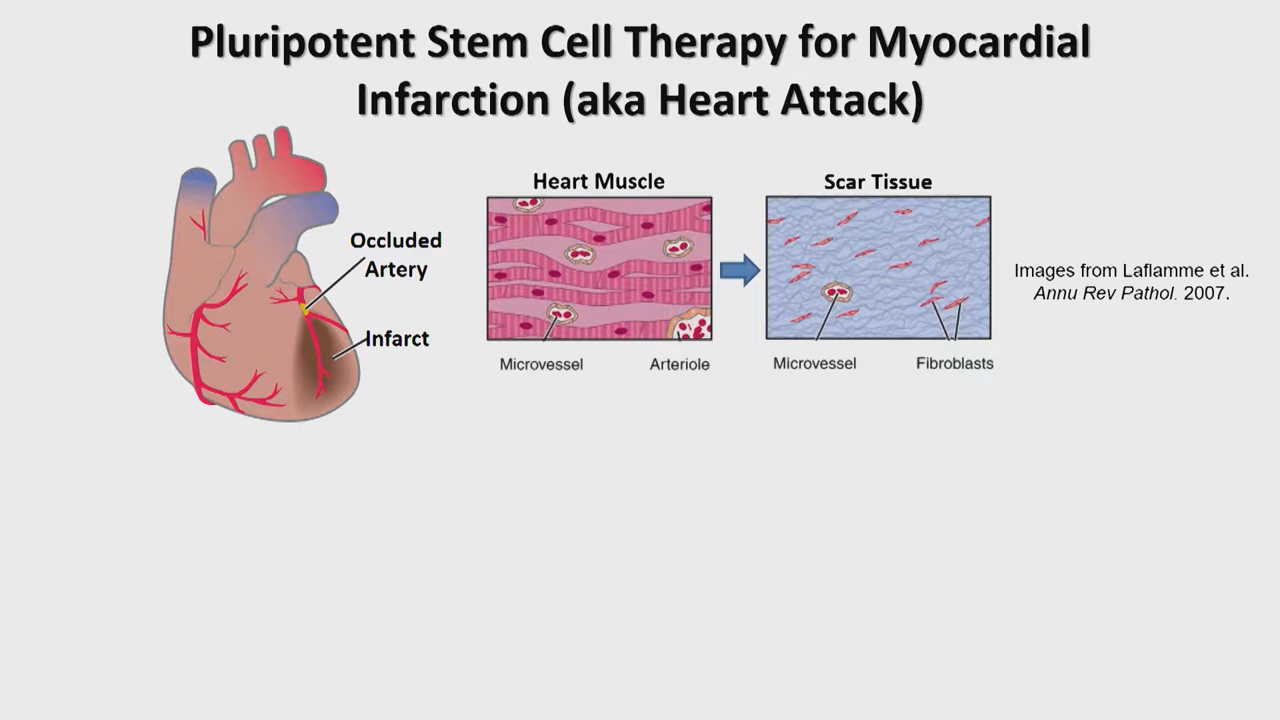 Pluripotent Stem Cell Therapy for Myocardial
Infarction (aka Heart Attack)
Occluded
Artery
Infarct
Heart Muscle
Microvessel
Arteriole
Scar Tissue
Microvessel
Fibroblasts
Images from Laflamme et al.
Annu Rev Pathol. 2007.